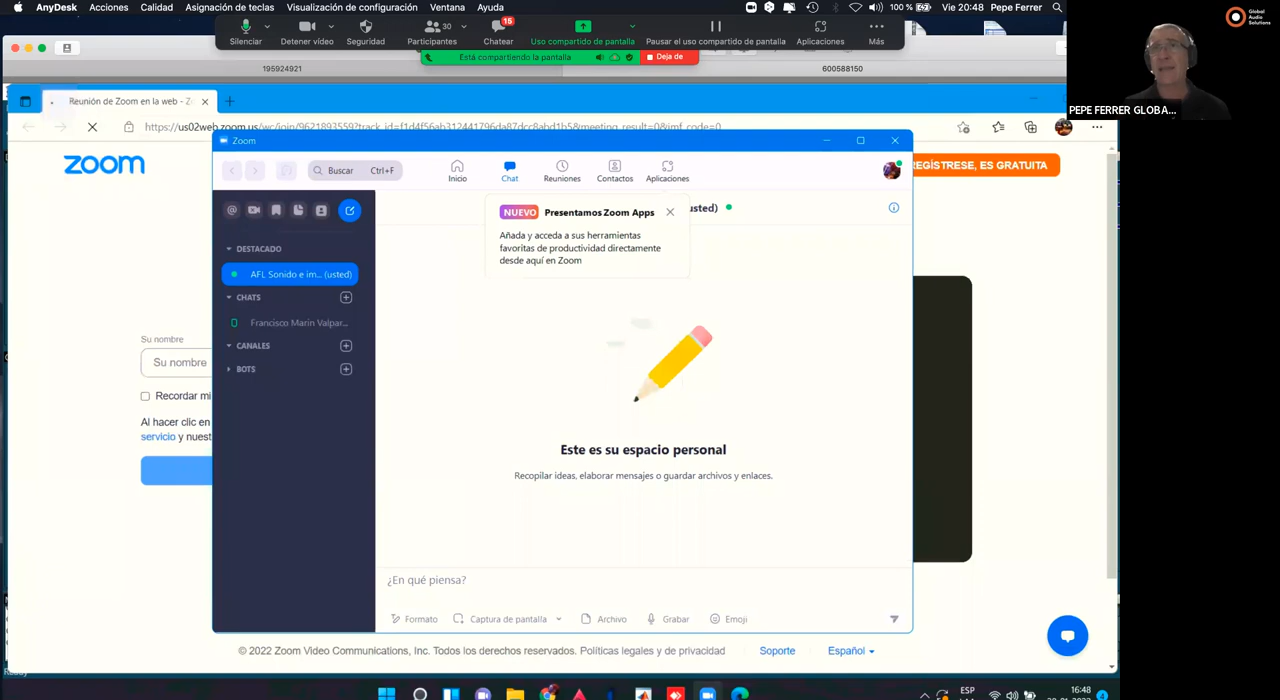 AnyDesk Acciones Calidad Asignación de teclas Visualización de configuración Ventana Ayuda
100 % Vie 20:48 Pepe Ferrer
Global
Audio
Solutions
30
15
Silenciar Detener vídeo Seguridad Participantes Chatear Uso compartido de pantalla Pausar el uso compartido de pantalla Aplicaciones Más
Está compartiendo la pantalla Deja de
195924921
600588150
PEPE FERRER GLOBA...
Reunión de Zoom en la web - Z
https://us02web.zoom.us/wc/join/9621893559?track_id=f1d4f56ab312441796da87dcc8abd1b5&meeting_result=0&jmf_code=0
Zoom
zoom
REGÍSTRESE, ES GRATUITA
Buscar Ctrl+F
Inicio Chat Reuniones Contactos Aplicaciones
NUEVO Presentamos Zoom Apps
usted)
Añada y acceda a sus herramientas
favoritas de productividad directamente
desde aquí en Zoom
DESTACADO
AFL Sonido e im... (usted)
CHATS
Francisco Marin Valpar...
CANALES
BOTS
Su nombre
Su nombre
Recordar mi
Al hacer clic en
servicio y nuest
Este es su espacio personal
Recopilar ideas, elaborar mensajes o guardar archivos y enlaces.
¿En qué piensa?
Formato Captura de pantalla Archivo Grabar Emoji
© 2022 Zoom Video Communications, Inc. Todos los derechos reservados. Políticas legales y de privacidad Soporte Español
ESP
16:48
4